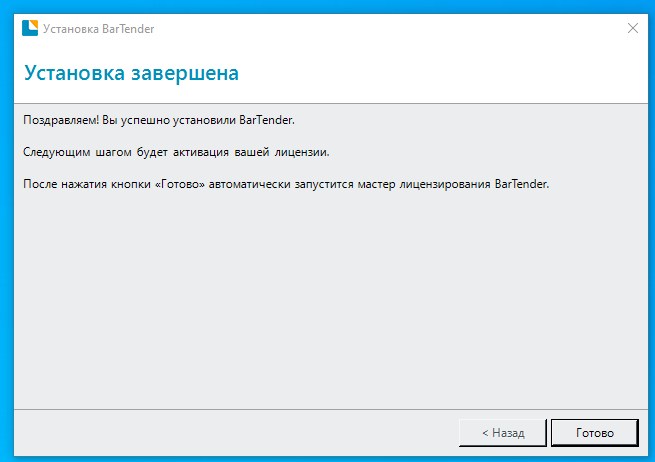 Установка BarTender
Установка завершена
Поздравляем! Вы успешно установили BarTender.
Следующим шагом будет активация вашей лицензии.
После нажатия кнопки «Готово» автоматически запустится мастер лицензирования BarTender.
< Назад
Готово